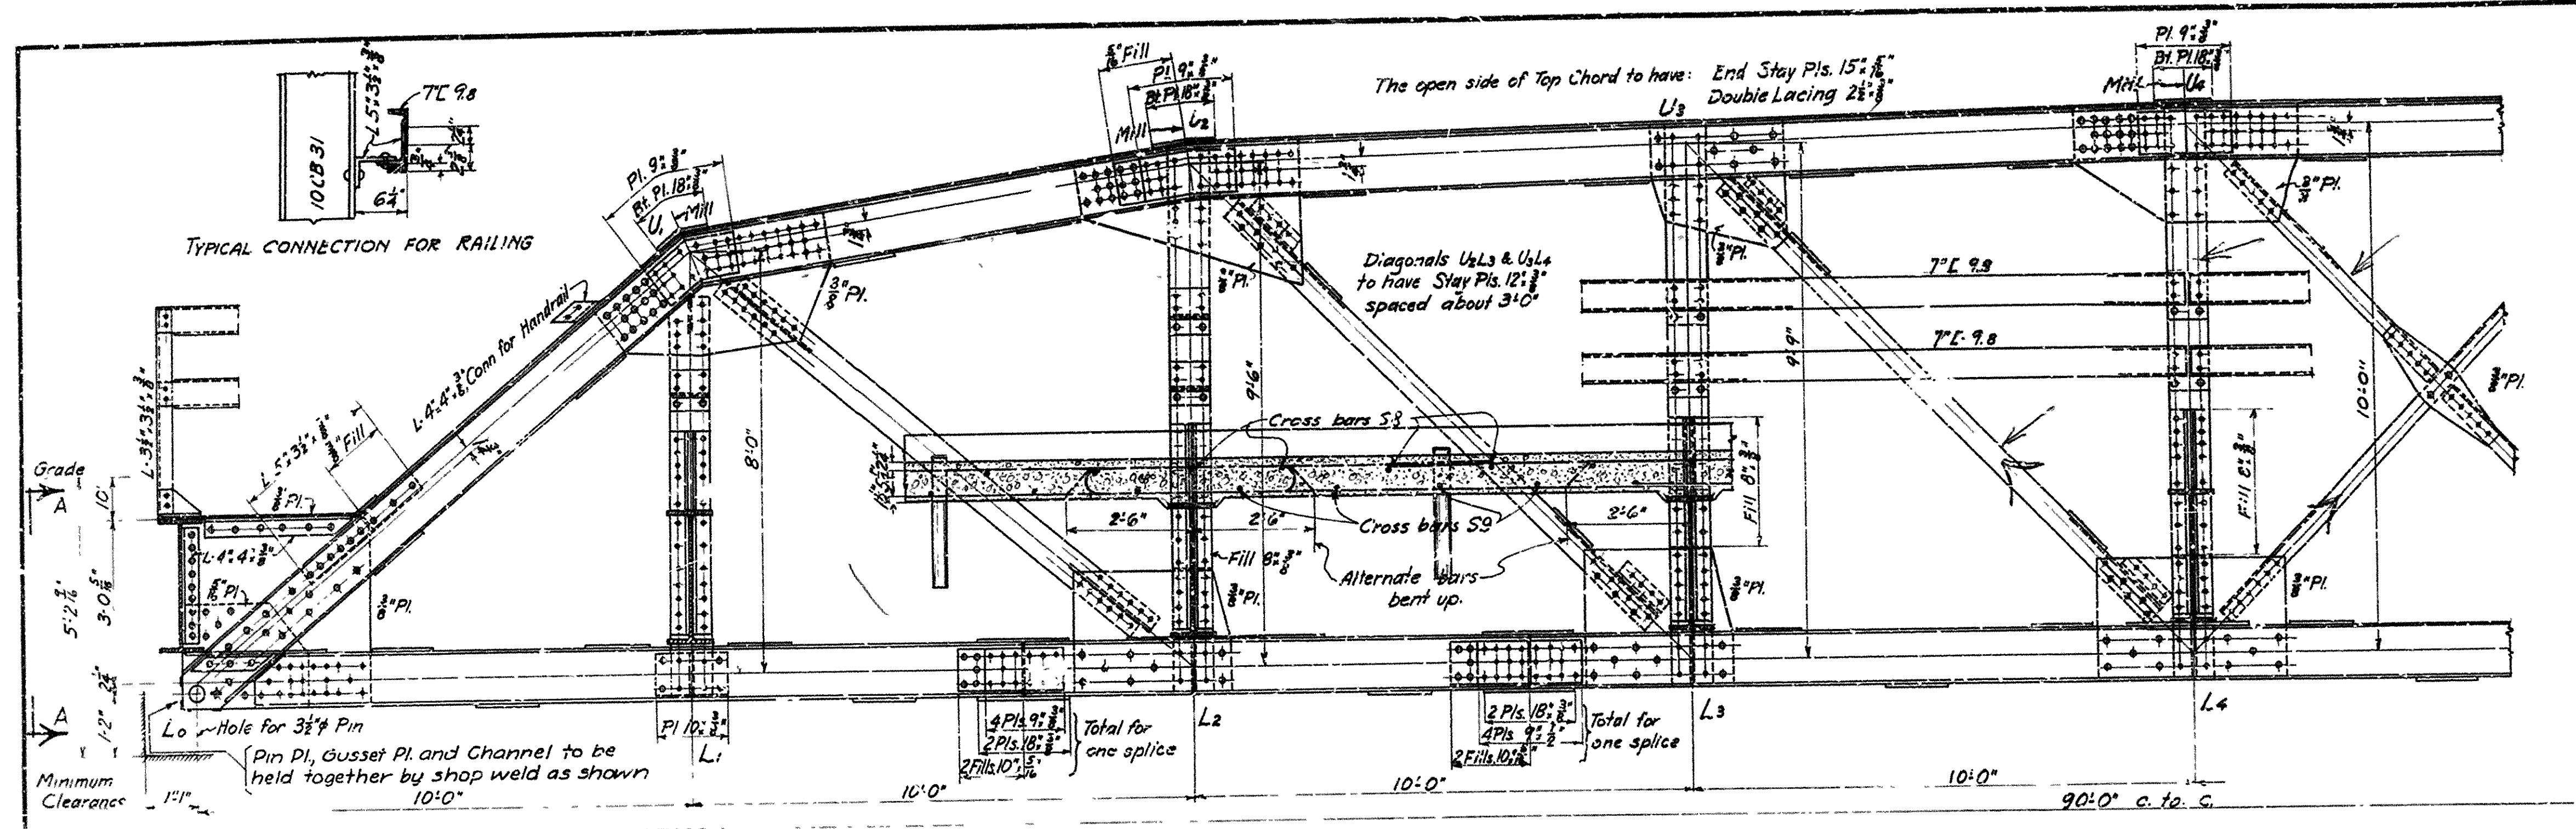 7"[ 9.8
10CB31
6¼"
TYPICAL CONNECTION FOR RAILING
Pl. 9"x⅜"
Bt. Pl. 18"x⅜"
U₁
Mill
Fill
Pl. 9"x⅜"
Bt. Pl. 18"x⅜"
Mill
U₂
The open side of Top Chord to have: End Stay Pls. 15"x5/16"
Double Lacing 2½"x⅜"
U₃
Pl. 9"x⅜"
Bt. Pl. 18"x⅜"
Mill
U₄
⅜" Pl.
⅜" Pl.
⅜" Pl.
⅜" Pl.
Diagonals U₂L₃ & U₃L₄
to have Stay Pls. 12"x⅜"
spaced about 3'-0"
7"[ 9.8
7"[ 9.8
L-4"x4"x⅜" Conn for Handrail
L-3½"x3½"x⅜"
Fill
⅜" Pl.
L-4"x4"x⅜"
⅜" Pl.
8'-0"
9'-6"
9'-9"
10'-0"
⅜" Pl.
Cross bars S8
2'-6"
2'-6"
2'-6"
Cross bars S9
Fill 8"x⅜"
Fill 8"x⅜"
Fill 8"x⅜"
Alternate bars
bent up.
⅜" Pl.
⅜" Pl.
⅜" Pl.
Grade
A
5'-2 9/16"
A
1'-2"
Minimum
Clearance
1'-1"
L₀
Hole for 3½"ϕ Pin
Pin Pl., Gusset Pl. and Channel to be
held together by shop weld as shown
Pl 10"x⅜"
L₁
4 Pls. 9"x⅜"
2 Pls. 18"x⅜"
2 Fills. 10"x5/16"
Total for
one splice
L₂
2 Pls. 18"x⅜"
4 Pls 9"x½"
2 Fills. 10"
Total for
one splice
L₃
L₄
10'-0"
10'-0"
10'-0"
10'-0"
90'-0" c. to. c.